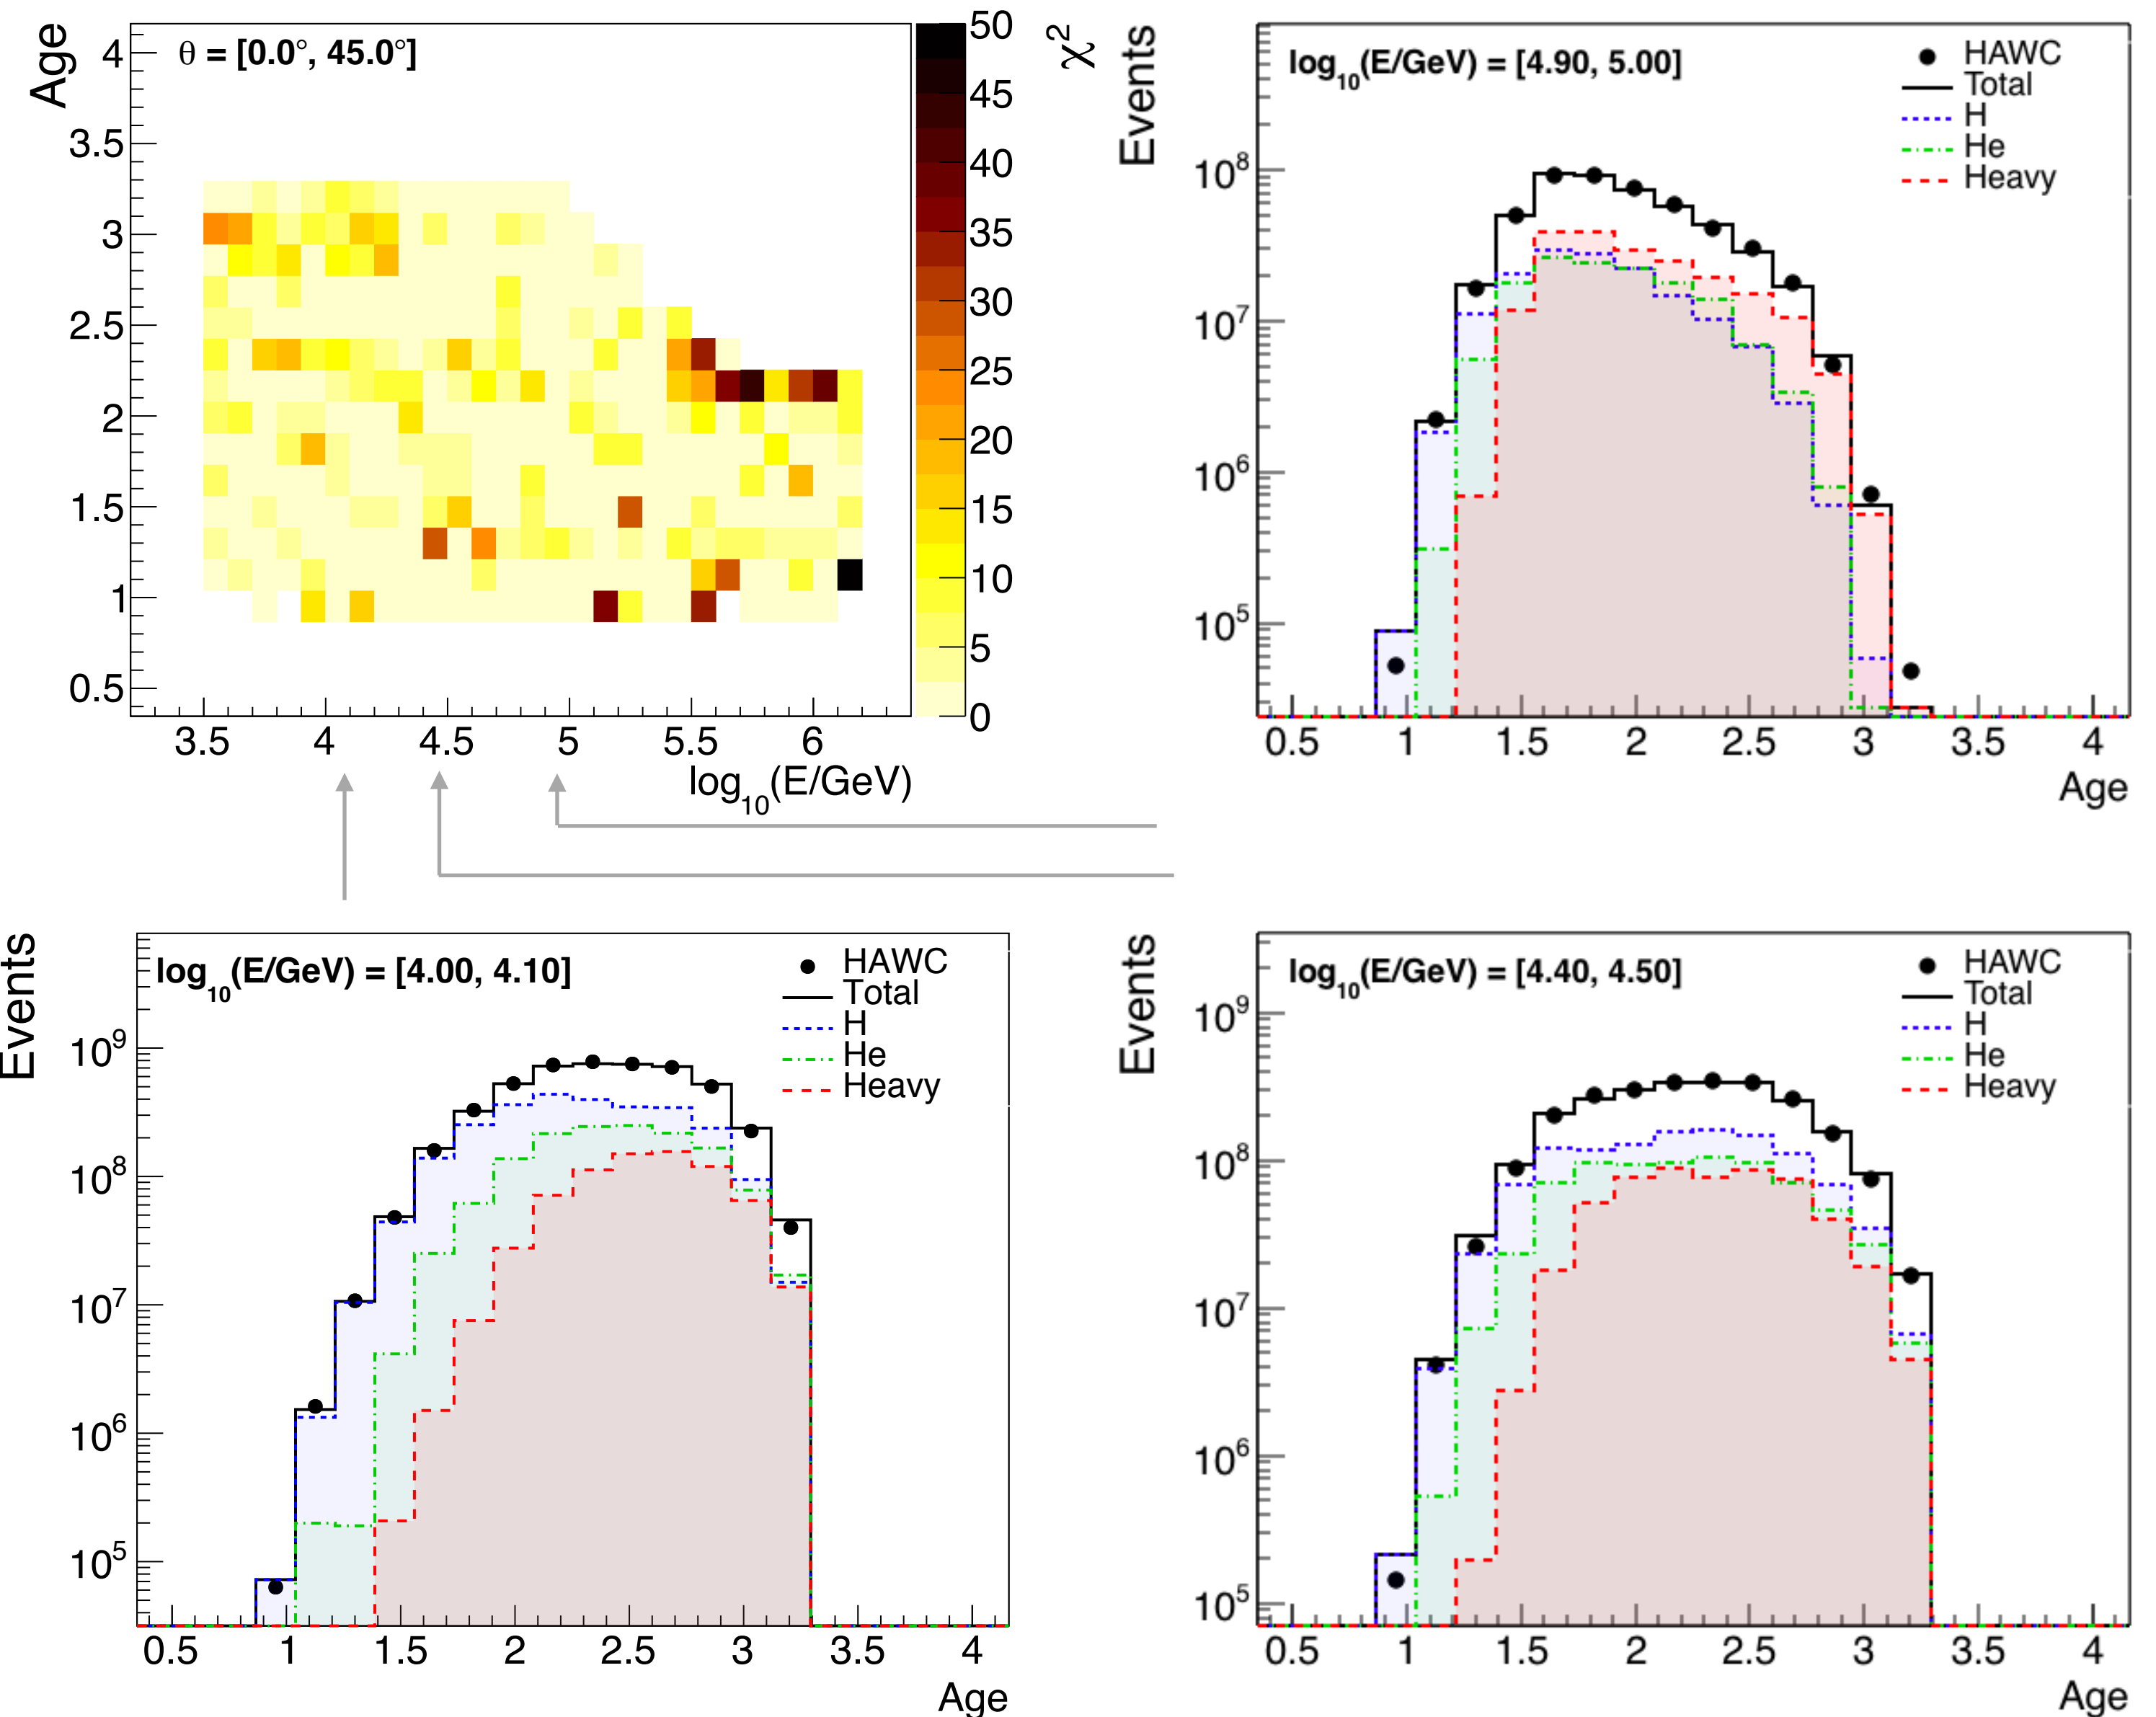 Age
θ = [0.0°, 45.0°]
4
3.5
3
2.5
2
1.5
1
0.5
3.5 4 4.5 5 5.5 6
log₁₀(E/GeV)
χ²
50
45
40
35
30
25
20
15
10
5
0
Events
log₁₀(E/GeV) = [4.90, 5.00]
HAWC
Total
H
He
Heavy
10⁸
10⁷
10⁶
10⁵
0.5 1 1.5 2 2.5 3 3.5 4
Age
Events
log₁₀(E/GeV) = [4.00, 4.10]
HAWC
Total
H
He
Heavy
10⁹
10⁸
10⁷
10⁶
10⁵
0.5 1 1.5 2 2.5 3 3.5 4
Age
Events
log₁₀(E/GeV) = [4.40, 4.50]
HAWC
Total
H
He
Heavy
10⁹
10⁸
10⁷
10⁶
10⁵
0.5 1 1.5 2 2.5 3 3.5 4
Age